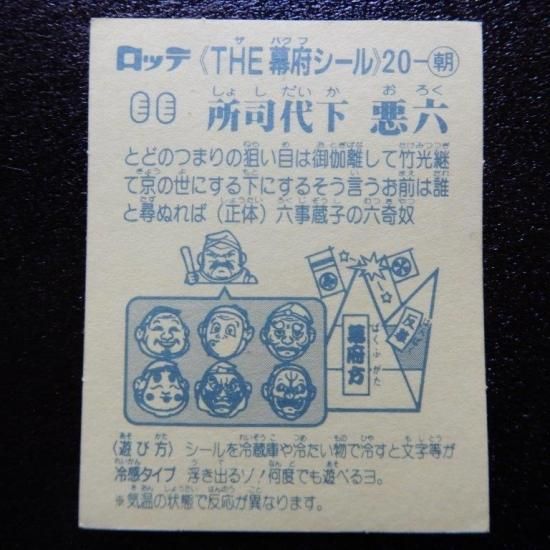 ロッテ《THE幕府シール》20-朝
所司代下 悪六
とどのつまりの狙い目は御伽離して竹光継
て京の世にする下にするそう言うお前は誰
と尋ぬれば(正体)六事蔵子の六奇奴
反幕
幕府方
ばくふがた
〈遊び方〉 シールを冷蔵庫や冷たい物で冷すと文字等が
冷感タイプ 浮き出るゾ!何度でも遊べるヨ。
※気温の状態で反応が異なります。